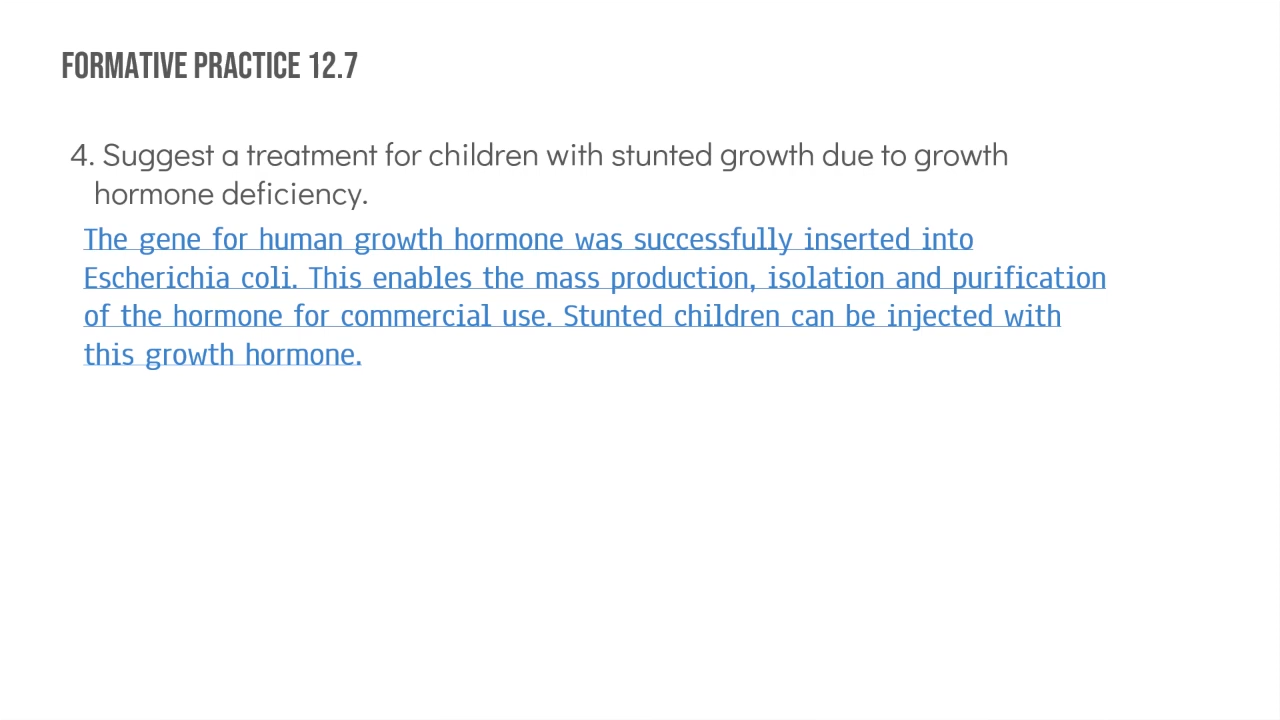 FORMATIVE PRACTICE 12.7
4. Suggest a treatment for children with stunted growth due to growth
hormone deficiency.
The gene for human growth hormone was successfully inserted into
Escherichia coli. This enables the mass production, isolation and purification
of the hormone for commercial use. Stunted children can be injected with
this growth hormone.